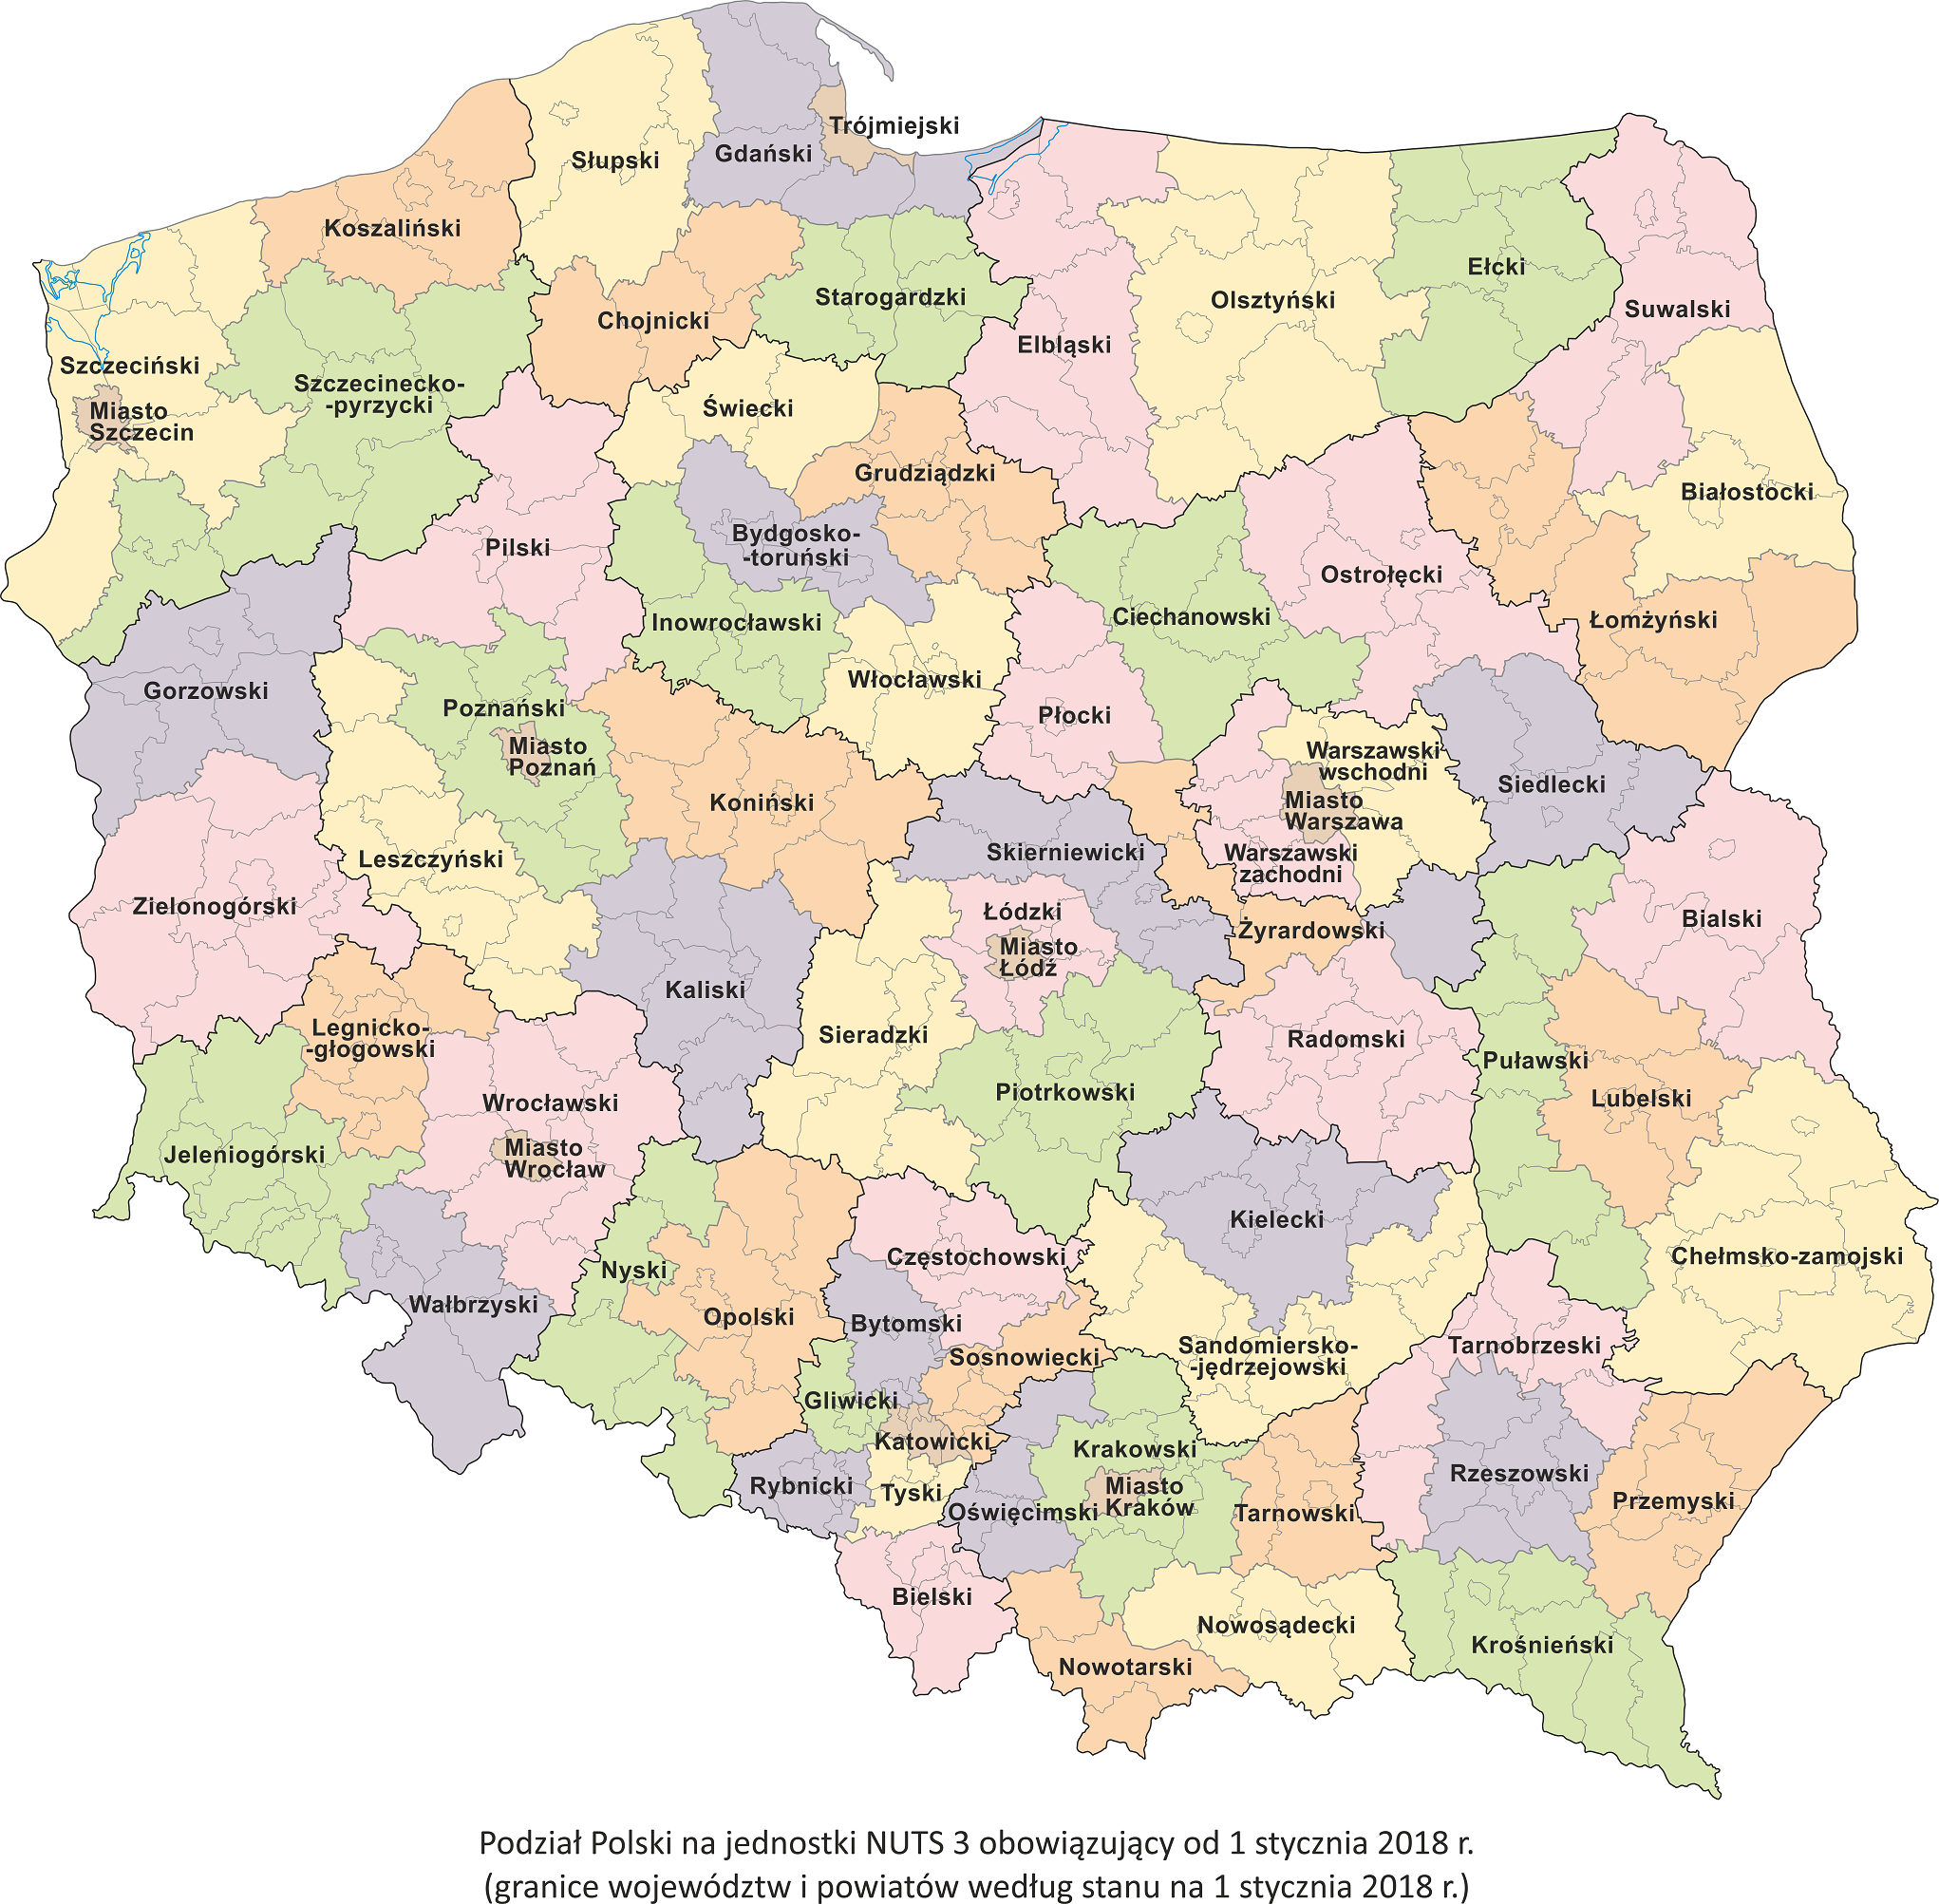 Trójmiejski
Gdański
Słupski
Koszaliński
Ełcki
Starogardzki
Olsztyński
Suwalski
Chojnicki
Elbląski
Szczeciński
Szczecinecko-
-pyrzycki
Świecki
Miasto
Szczecin
Grudziądzki
Białostocki
Bydgosko-
-toruński
Pilski
Ostrołęcki
Ciechanowski
Łomżyński
Inowrocławski
Włocławski
Gorzowski
Poznański
Płocki
Miasto
Poznań
Warszawski
wschodni
Siedlecki
Koniński
Miasto
Warszawa
Skierniewicki
Warszawski
zachodni
Leszczyński
Zielonogórski
Łódzki
Bialski
Żyrardowski
Miasto
Łódź
Kaliski
Legnicko-
-głogowski
Sieradzki
Radomski
Puławski
Piotrkowski
Lubelski
Wrocławski
Jeleniogórski
Miasto
Wrocław
Kielecki
Częstochowski
Chełmsko-zamojski
Nyski
Wałbrzyski
Opolski
Bytomski
Sandomiersko-
-jędrzejowski
Tarnobrzeski
Sosnowiecki
Gliwicki
Katowicki
Krakowski
Rzeszowski
Rybnicki
Tyski
Miasto
Kraków
Oświęcimski
Tarnowski
Przemyski
Bielski
Nowosądecki
Krośnieński
Nowotarski
Podział Polski na jednostki NUTS 3 obowiązujący od 1 stycznia 2018 r.
(granice województw i powiatów według stanu na 1 stycznia 2018 r.)